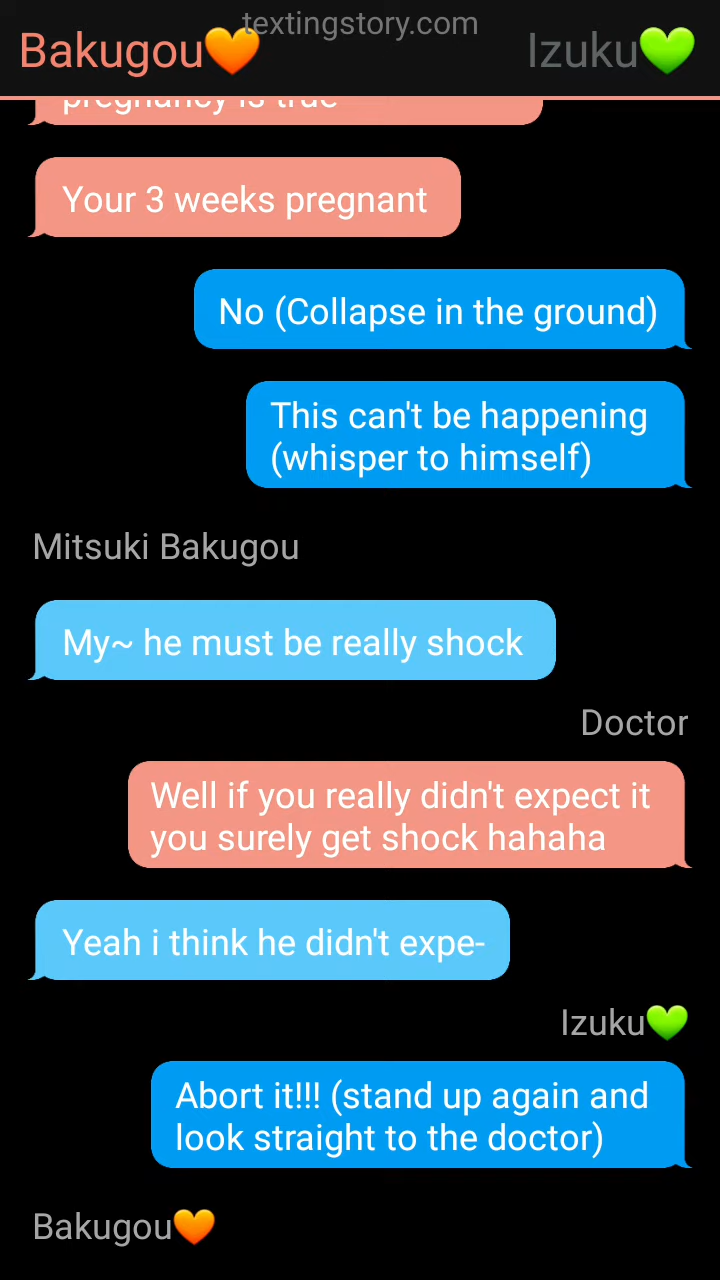 textingstory.com
Bakugou🧡
Izuku💚
pregnancy is true
Your 3 weeks pregnant
No (Collapse in the ground)
This can't be happening
(whisper to himself)
Mitsuki Bakugou
My~ he must be really shock
Doctor
Well if you really didn't expect it
you surely get shock hahaha
Yeah i think he didn't expe-
Izuku💚
Abort it!!! (stand up again and
look straight to the doctor)
Bakugou🧡